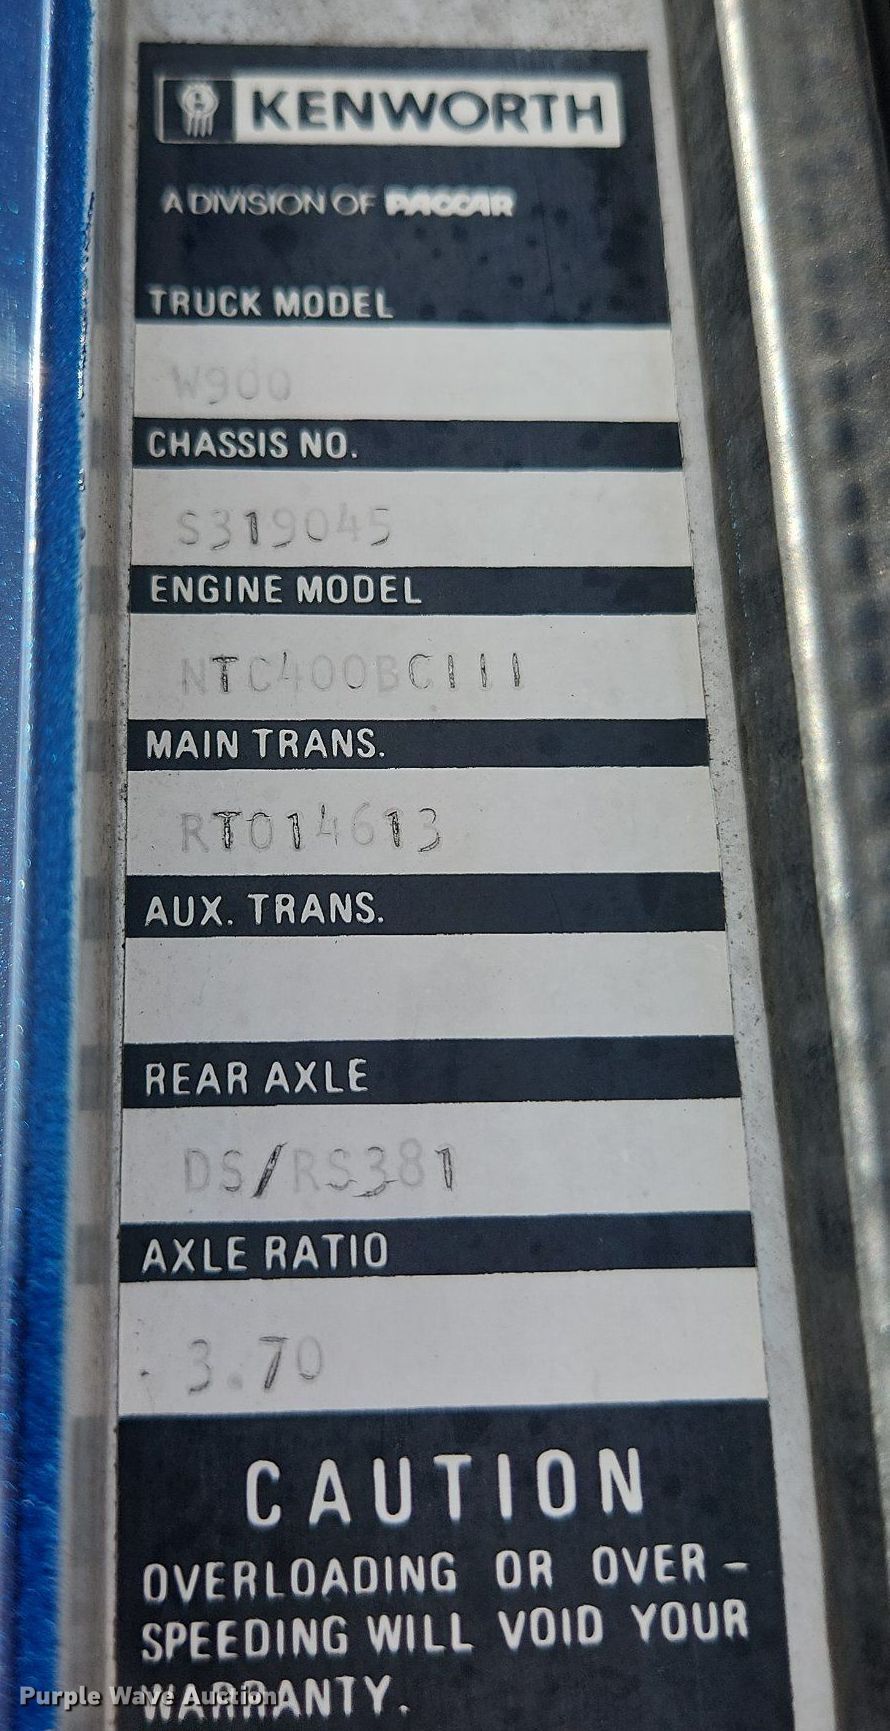 KENWORTH
A DIVISION OF PACCAR
TRUCK MODEL
W900
CHASSIS NO.
S319045
ENGINE MODEL
NTC400BCIII
MAIN TRANS.
RTO14613
AUX. TRANS.
REAR AXLE
DS/RS381
AXLE RATIO
3.70
CAUTION
OVERLOADING OR OVER-
SPEEDING WILL VOID YOUR
WARRANTY.
Purple Wave Auction